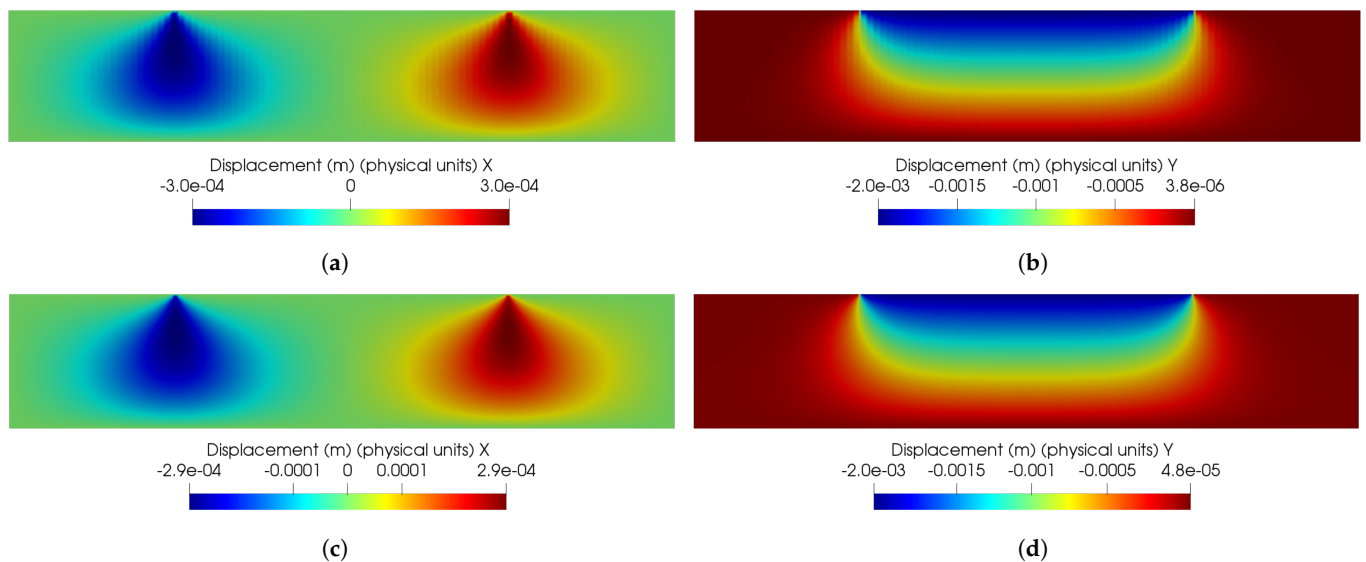 Displacement (m) (physical units) X
-3.0e-04 0 3.0e-04
(a)
Displacement (m) (physical units) Y
-2.0e-03 -0.0015 -0.001 -0.0005 3.8e-06
(b)
Displacement (m) (physical units) X
-2.9e-04 -0.0001 0 0.0001 2.9e-04
(c)
Displacement (m) (physical units) Y
-2.0e-03 -0.0015 -0.001 -0.0005 4.8e-05
(d)